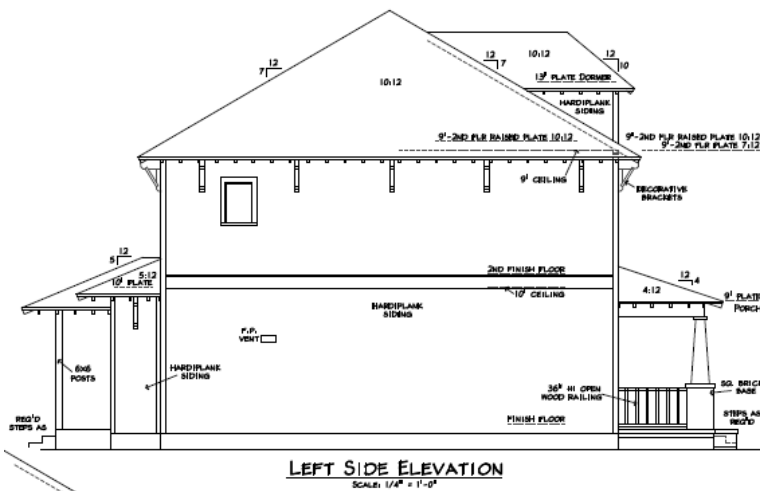 12
7
12
7
12
10
10:12
10:12
13' PLATE DORMER
HARDIPLANK
SIDING
9'-2ND FLR RAISED PLATE 10:12
9'-2ND FLR RAISED PLATE 10:12
9'-2ND FLR PLATE 7:12
9' CEILING
DECORATIVE
BRACKETS
12
5
5:12
10' PLATE
2ND FINISH FLOOR
10' CEILING
HARDIPLANK
SIDING
12
4
4:12
9' PLATE
PORCH
F.P.
VENT
6X6
POSTS
HARDIPLANK
SIDING
36" HI OPEN
WOOD RAILING
SQ. BRICK
BASE
REQ'D
STEPS AS
FINISH FLOOR
STEPS AS
REQ'D
LEFT SIDE ELEVATION
SCALE: 1/4" = 1'-0"